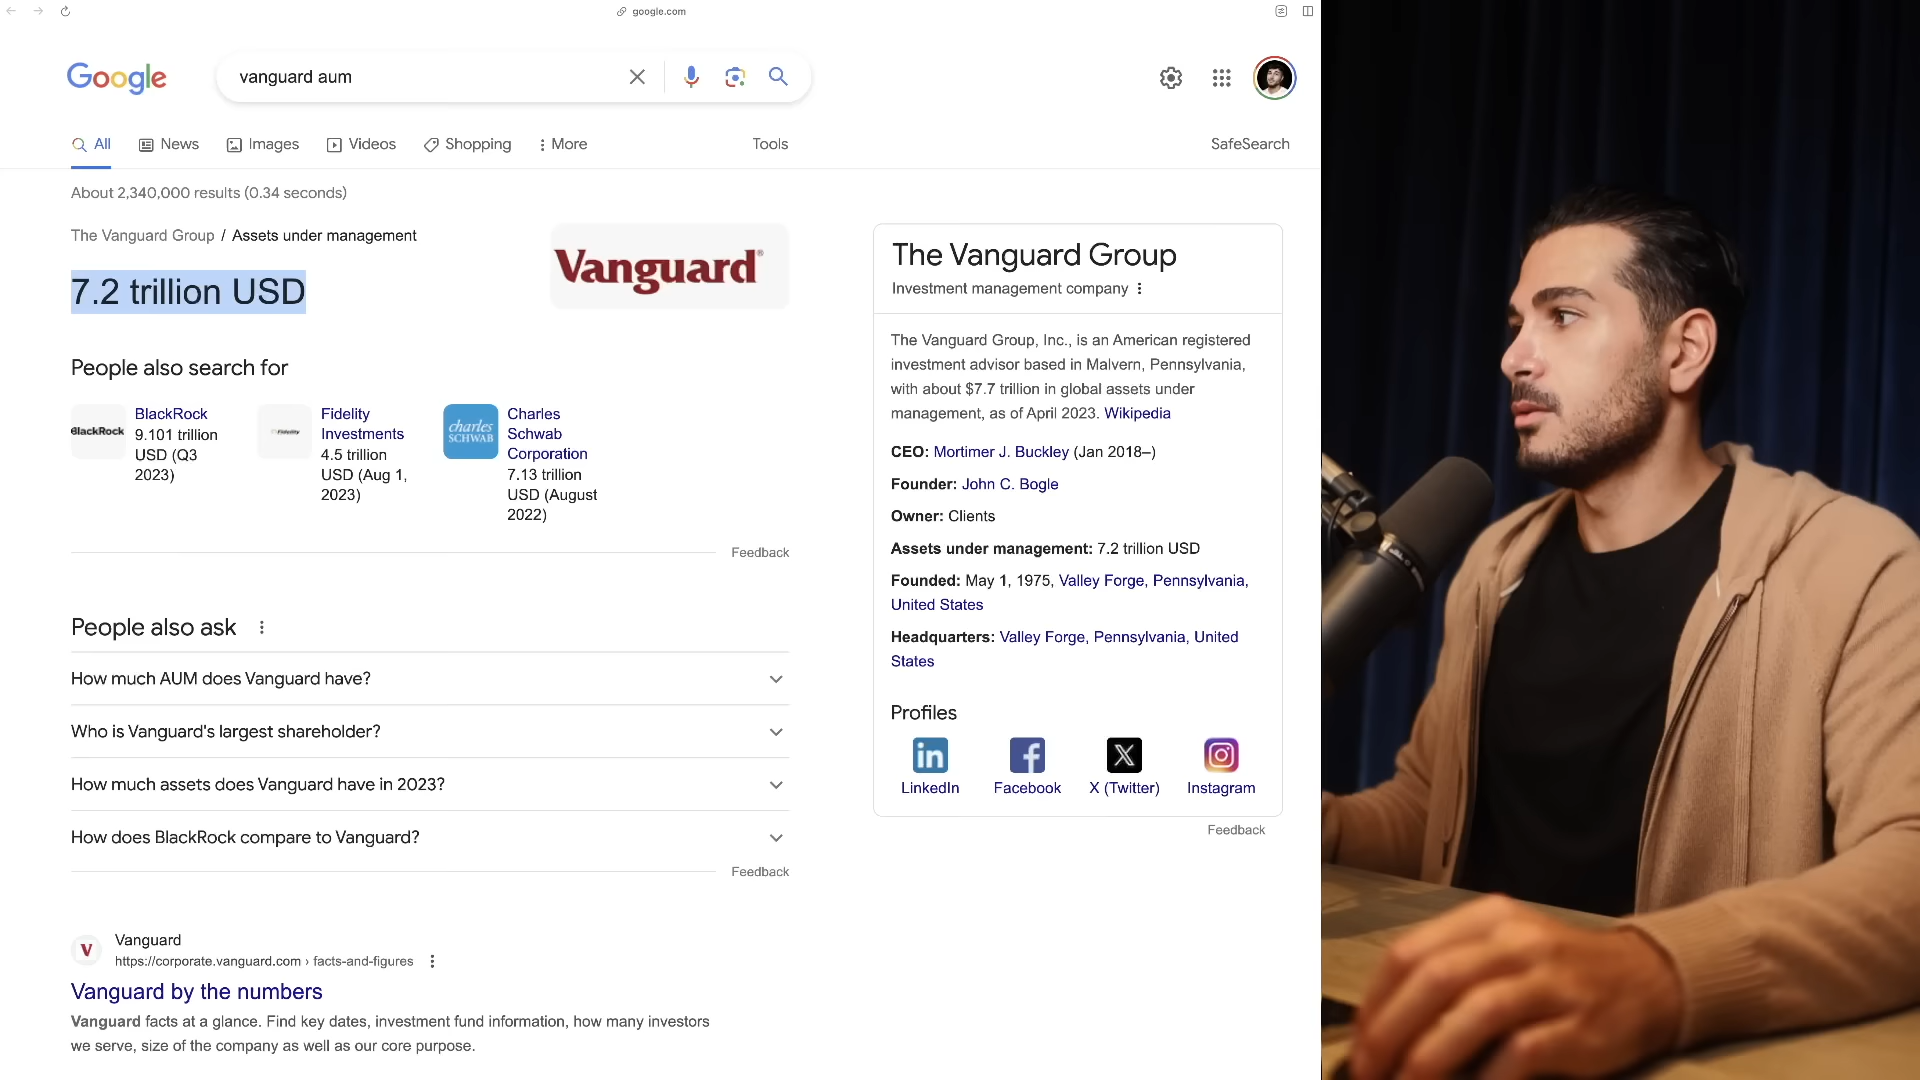 google.com
Google
vanguard aum
All
News
Images
Videos
Shopping
More
Tools
SafeSearch
About 2,340,000 results (0.34 seconds)
The Vanguard Group / Assets under management
7.2 trillion USD
Vanguard®
People also search for
BlackRock
BlackRock
9.101 trillion
USD (Q3
2023)
Fidelity
Fidelity
Investments
4.5 trillion
USD (Aug 1,
2023)
charles
SCHWAB
Charles
Schwab
Corporation
7.13 trillion
USD (August
2022)
Feedback
People also ask
How much AUM does Vanguard have?
Who is Vanguard's largest shareholder?
How much assets does Vanguard have in 2023?
How does BlackRock compare to Vanguard?
Feedback
V
Vanguard
https://corporate.vanguard.com › facts-and-figures
Vanguard by the numbers
Vanguard facts at a glance. Find key dates, investment fund information, how many investors
we serve, size of the company as well as our core purpose.
The Vanguard Group
Investment management company
The Vanguard Group, Inc., is an American registered
investment advisor based in Malvern, Pennsylvania,
with about $7.7 trillion in global assets under
management, as of April 2023. Wikipedia
CEO: Mortimer J. Buckley (Jan 2018–)
Founder: John C. Bogle
Owner: Clients
Assets under management: 7.2 trillion USD
Founded: May 1, 1975, Valley Forge, Pennsylvania,
United States
Headquarters: Valley Forge, Pennsylvania, United
States
Profiles
in
LinkedIn
f
Facebook
X
X (Twitter)
Instagram
Feedback